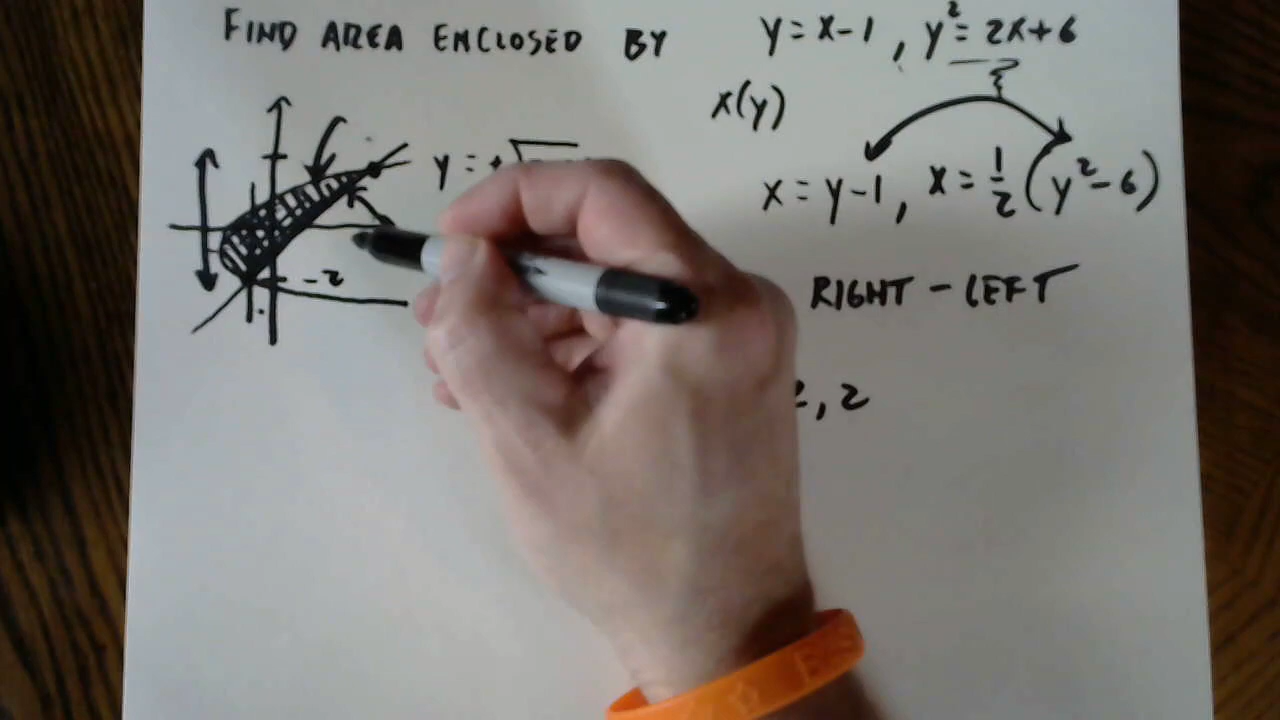 FIND AREA ENCLOSED BY y = x-1 , y² = 2x+6
x(y)
y = ±√
x = y-1, x = 1/2 (y²-6)
-2
RIGHT - LEFT
, 2